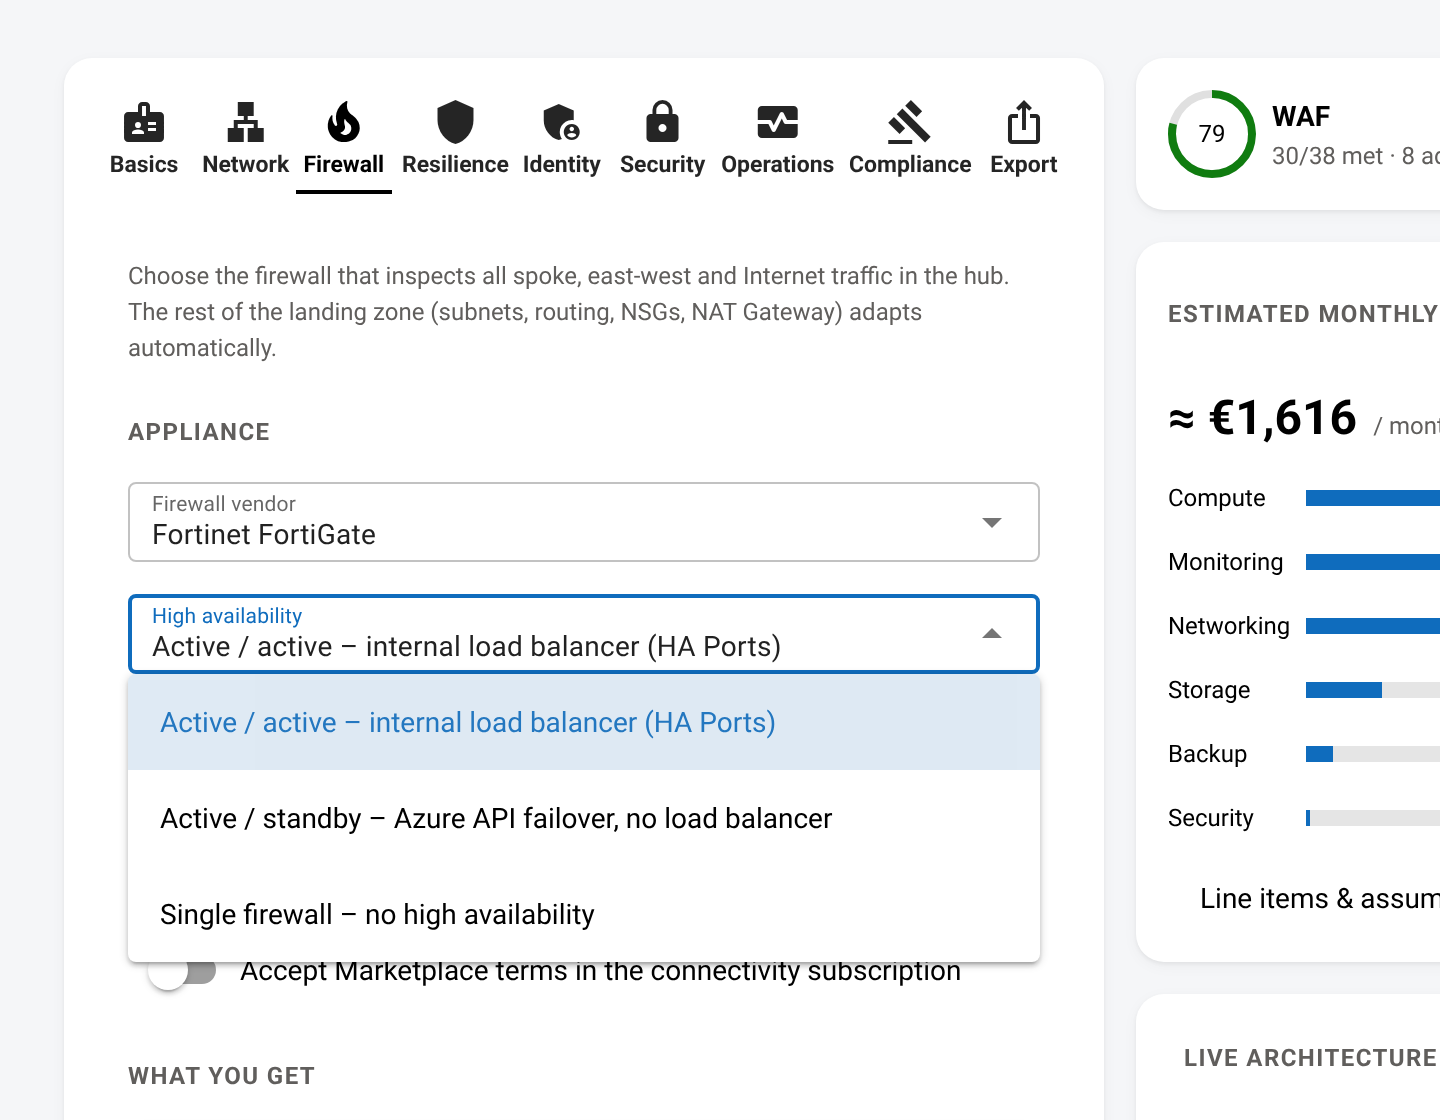 Basics
Network
Firewall
Resilience
Identity
Security
Operations
Compliance
Export
Choose the firewall that inspects all spoke, east-west and Internet traffic in the hub.
The rest of the landing zone (subnets, routing, NSGs, NAT Gateway) adapts
automatically.
APPLIANCE
Firewall vendor
Fortinet FortiGate
High availability
Active / active – internal load balancer (HA Ports)
Active / active – internal load balancer (HA Ports)
Active / standby – Azure API failover, no load balancer
Single firewall – no high availability
Accept Marketplace terms in the connectivity subscription
WHAT YOU GET
79
WAF
30/38 met · 8
ESTIMATED MONTHLY
≈ €1,616
Compute
Monitoring
Networking
Storage
Backup
Security
Line items &
LIVE ARCHITECTURE